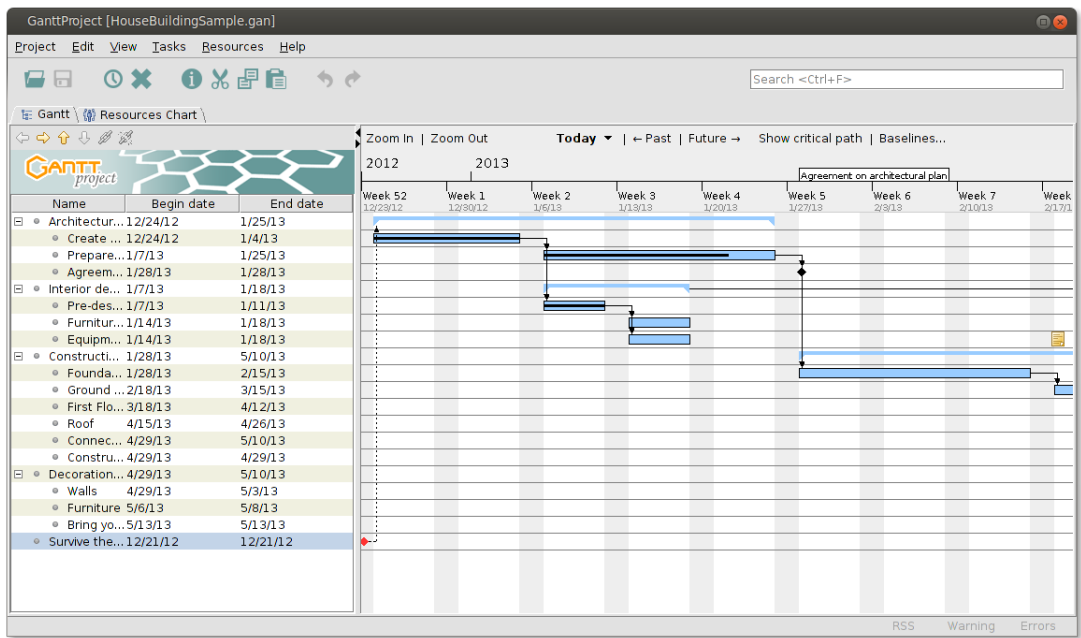 GanttProject [HouseBuildingSample.gan]
Project Edit View Tasks Resources Help
Search <Ctrl+F>
Gantt Resources Chart
Zoom In | Zoom Out Today ▼ | ← Past | Future → Show critical path | Baselines...
GANTT project
2012 2013
Agreement on architectural plan
Name Begin date End date
Week 52 Week 1 Week 2 Week 3 Week 4 Week 5 Week 6 Week 7 Week
12/23/12 12/30/12 1/6/13 1/13/13 1/20/13 1/27/13 2/3/13 2/10/13 2/17/1
Architectur... 12/24/12 1/25/13
Create ... 12/24/12 1/4/13
Prepare... 1/7/13 1/25/13
Agreem... 1/28/13 1/28/13
Interior de... 1/7/13 1/18/13
Pre-des... 1/7/13 1/11/13
Furnitur... 1/14/13 1/18/13
Equipm... 1/14/13 1/18/13
Constructi... 1/28/13 5/10/13
Founda... 1/28/13 2/15/13
Ground ... 2/18/13 3/15/13
First Flo... 3/18/13 4/12/13
Roof 4/15/13 4/26/13
Connec... 4/29/13 5/10/13
Constru... 4/29/13 4/29/13
Decoration... 4/29/13 5/10/13
Walls 4/29/13 5/3/13
Furniture 5/6/13 5/8/13
Bring yo... 5/13/13 5/13/13
Survive the... 12/21/12 12/21/12
RSS Warning Errors